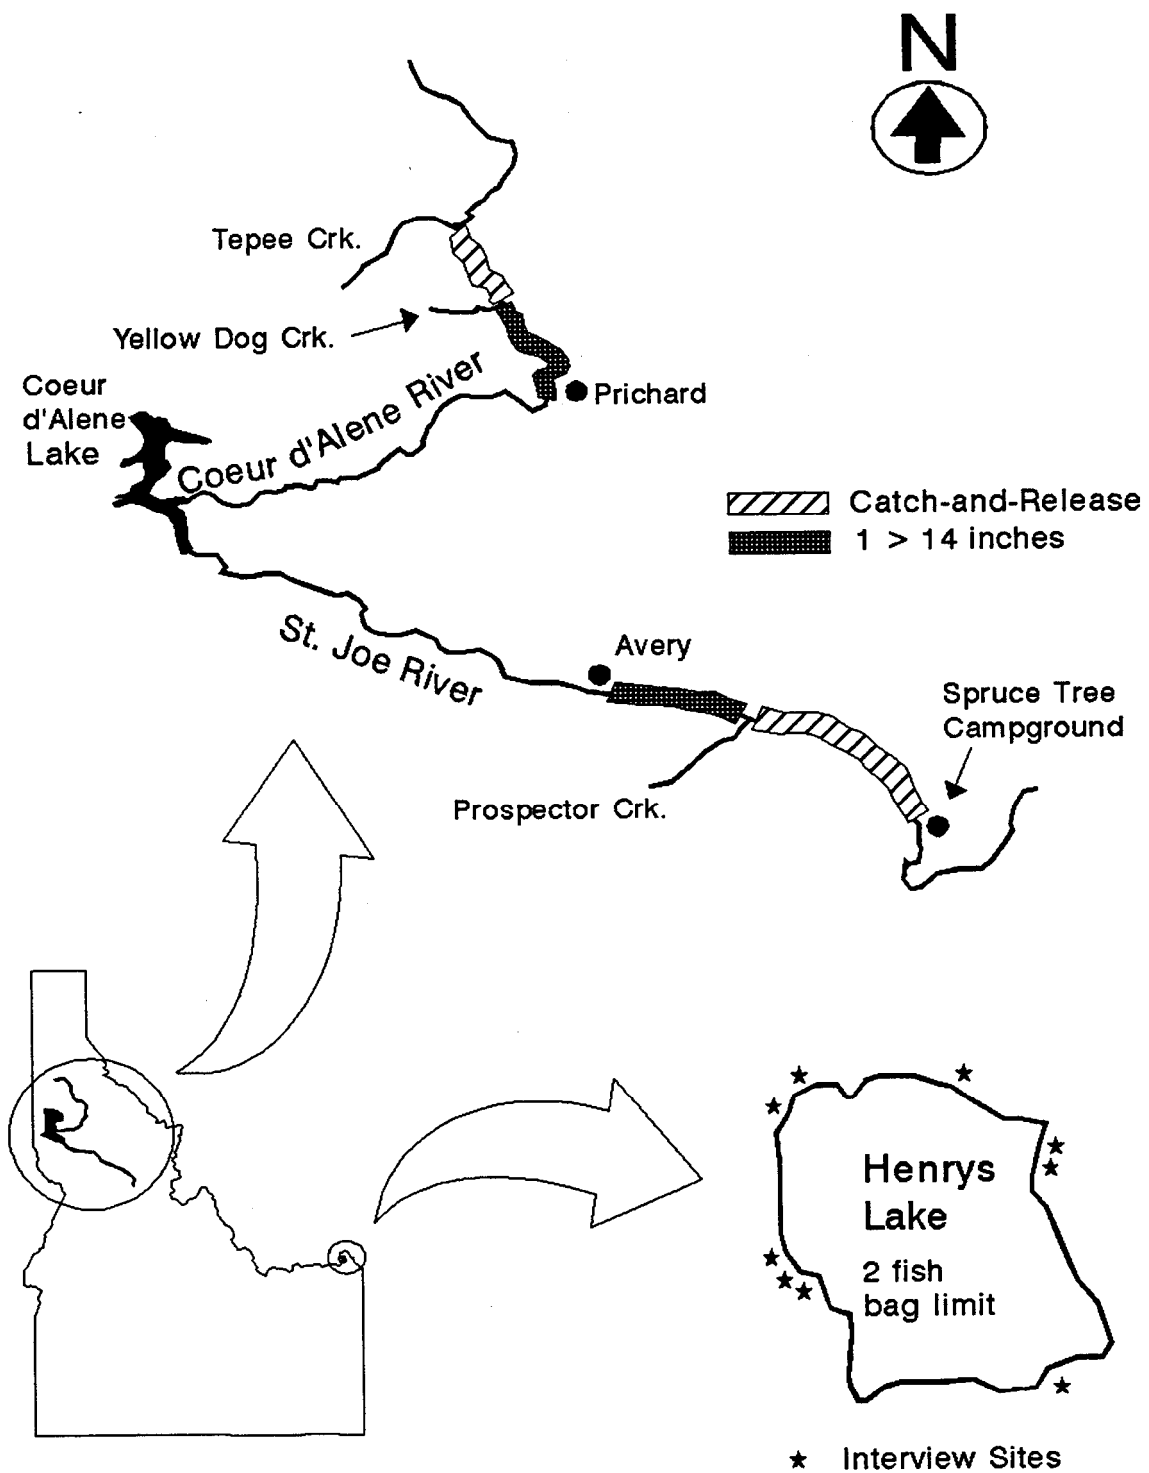 N
Tepee Crk.
Yellow Dog Crk.
Coeur
d'Alene
Lake
Coeur d'Alene River
Prichard
Catch-and-Release
1 > 14 inches
St. Joe River
Avery
Spruce Tree
Campground
Prospector Crk.
Henrys
Lake
2 fish
bag limit
★ Interview Sites